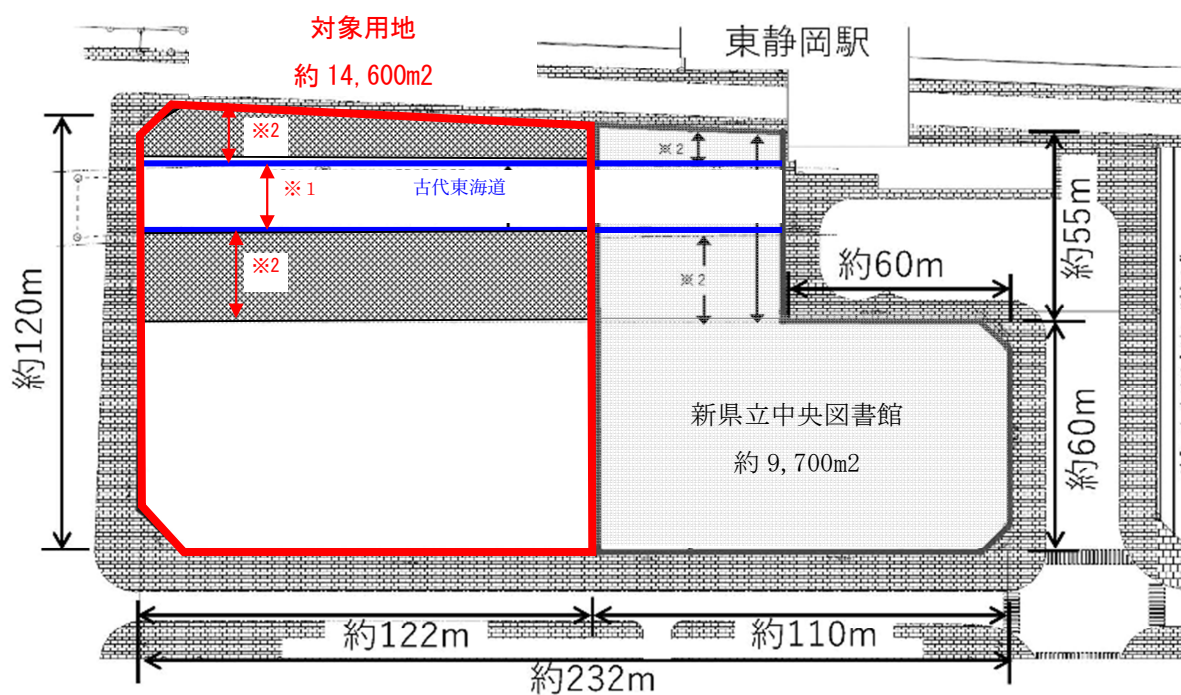 対象用地
約 14,600m2
東静岡駅
※2
※2
※1
古代東海道
※2
※2
約60m
約55m
約120m
新県立中央図書館
約 9,700m2
約60m
約122m
約110m
約232m